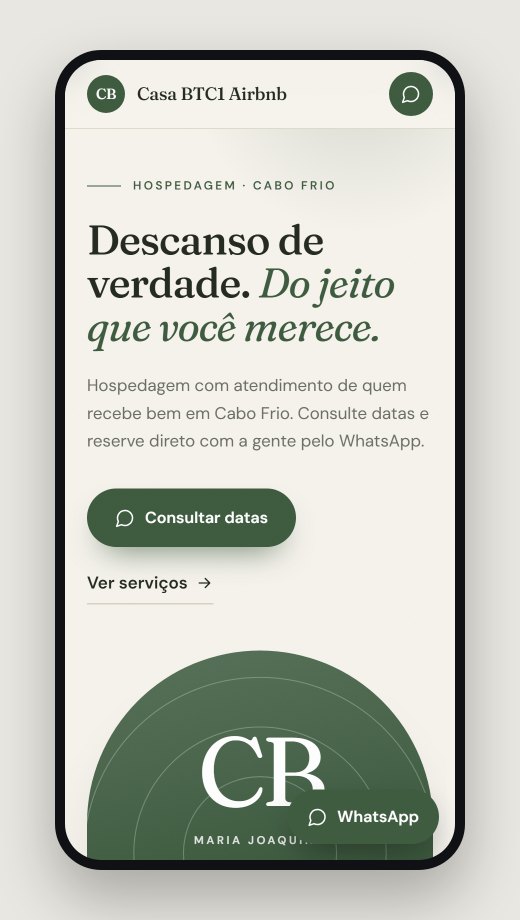 CB Casa BTC1 Airbnb
HOSPEDAGEM · CABO FRIO
Descanso de
verdade. Do jeito
que você merece.
Hospedagem com atendimento de quem
recebe bem em Cabo Frio. Consulte datas e
reserve direto com a gente pelo WhatsApp.
Consultar datas
Ver serviços →
CB
WhatsApp
MARIA